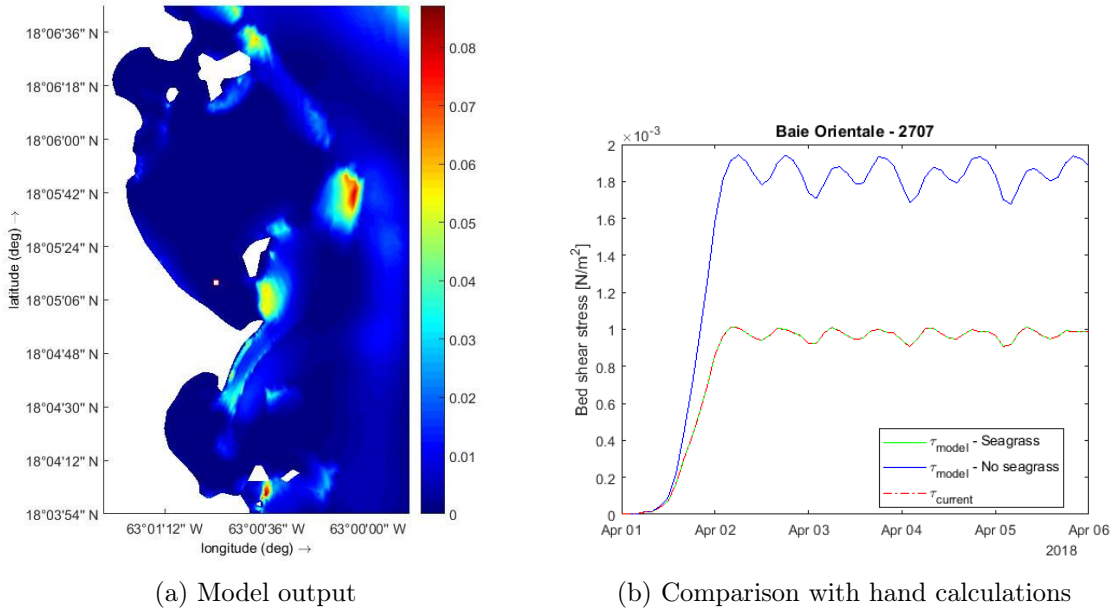 18°06'36" N
18°06'18" N
18°06'00" N
18°05'42" N
18°05'24" N
18°05'06" N
18°04'48" N
18°04'30" N
18°04'12" N
18°03'54" N
latitude (deg) →
63°01'12" W
63°00'36" W
63°00'00" W
longitude (deg) →
0.08
0.07
0.06
0.05
0.04
0.03
0.02
0.01
0
(a) Model output
Baie Orientale - 2707
×10⁻³
2
1.8
1.6
1.4
1.2
1
0.8
0.6
0.4
0.2
0
Bed shear stress [N/m²]
τmodel - Seagrass
τmodel - No seagrass
τcurrent
Apr 01
Apr 02
Apr 03
Apr 04
Apr 05
Apr 06
2018
(b) Comparison with hand calculations